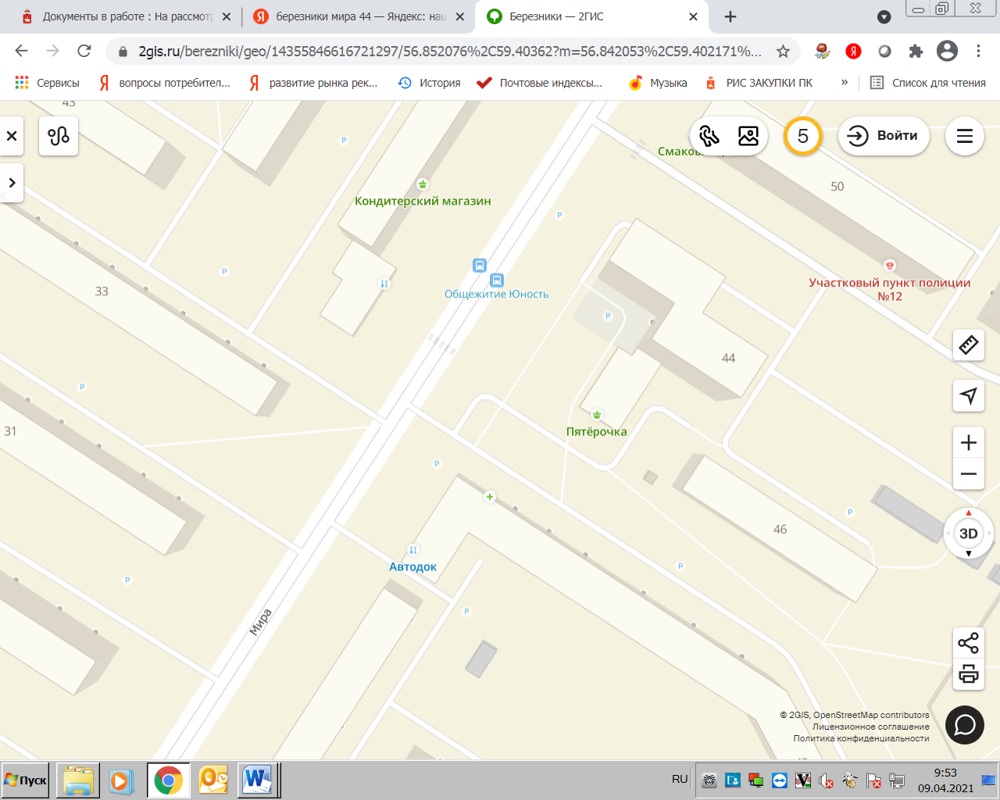 Документы в работе : На рассмотр
березники мира 44 — Яндекс: наш
Березники — 2ГИС
2gis.ru/berezniki/geo/14355846616721297/56.852076%2C59.40362?m=56.842053%2C59.402171%...
Сервисы
вопросы потребител...
развитие рынка рек...
История
Почтовые индексы...
Музыка
РИС ЗАКУПКИ ПК
»
Список для чтения
43
5
Войти
50
Кондитерский магазин
33
Общежитие Юность
Участковый пункт полиции
№12
44
31
Пятёрочка
46
3D
Автодок
Мира
© 2GIS, OpenStreetMap contributors
Лицензионное соглашение
Политика конфиденциальности
Пуск
RU
9:53
09.04.2021